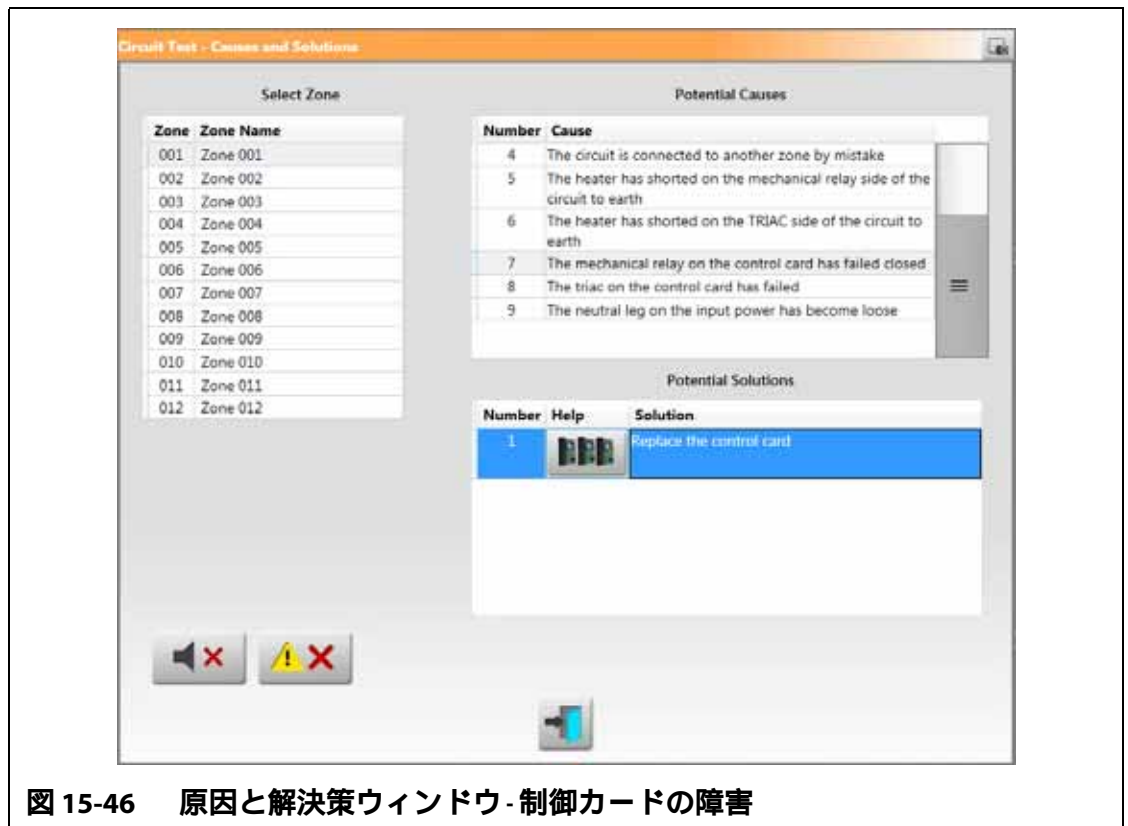 Circuit Test - Causes and Solutions
Select Zone
Zone Zone Name
001 Zone 001
002 Zone 002
003 Zone 003
004 Zone 004
005 Zone 005
006 Zone 006
007 Zone 007
008 Zone 008
009 Zone 009
010 Zone 010
011 Zone 011
012 Zone 012
Potential Causes
Number Cause
4 The circuit is connected to another zone by mistake
5 The heater has shorted on the mechanical relay side of the
circuit to earth
6 The heater has shorted on the TRIAC side of the circuit to
earth
7 The mechanical relay on the control card has failed closed
8 The triac on the control card has failed
9 The neutral leg on the input power has become loose
Potential Solutions
Number Help Solution
1 Replace the control card
図 15-46 原因と解決策ウィンドウ - 制御カードの障害